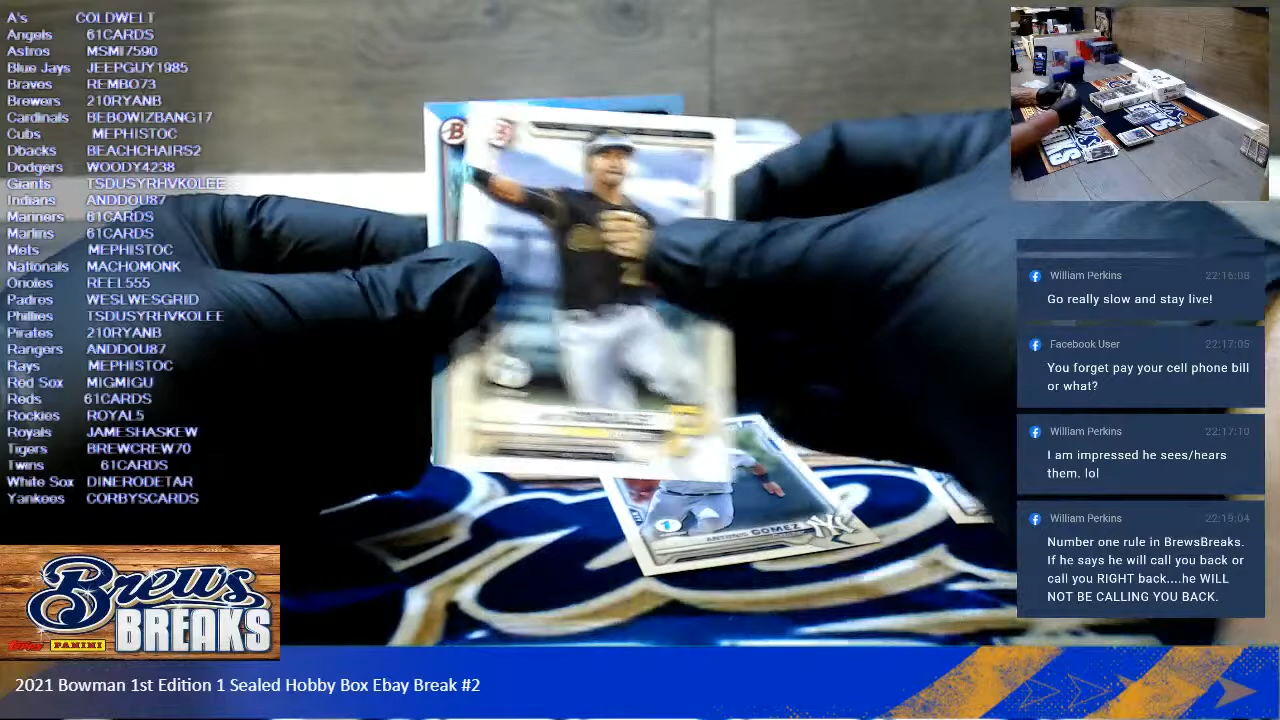 A's COLDWELT
Angels 61CARDS
Astros MSMI7590
Blue Jays JEEPGUY1985
Braves REMBO73
Brewers 210RYANB
Cardinals BEBOWIZBANG17
Cubs MEPHISTOC
Dbacks BEACHCHAIRS2
Dodgers WOODY4238
Giants TSDUSYRHVKOLEE
Indians ANDDOU87
Mariners 61CARDS
Marlins 61CARDS
Mets MEPHISTOC
Nationals MACHOMONK
Orioles REEL555
Padres WESLWESGRID
Phillies TSDUSYRHVKOLEE
Pirates 210RYANB
Rangers ANDDOU87
Rays MEPHISTOC
Red Sox MIGMIGU
Reds 61CARDS
Rockies ROYAL5
Royals JAMESHASKEW
Tigers BREWCREW70
Twins 61CARDS
White Sox DINERODETAR
Yankees CORBYSCARDS
B
1
ANTONIO GOMEZ
NY
William Perkins 22:16:08
Go really slow and stay live!
Facebook User 22:17:05
You forget pay your cell phone bill
or what?
William Perkins 22:17:10
I am impressed he sees/hears
them. lol
William Perkins 22:19:04
Number one rule in BrewsBreaks.
If he says he will call you back or
call you RIGHT back....he WILL
NOT BE CALLING YOU BACK.
Brews
BREAKS
Topps PANINI
2021 Bowman 1st Edition 1 Sealed Hobby Box Ebay Break #2